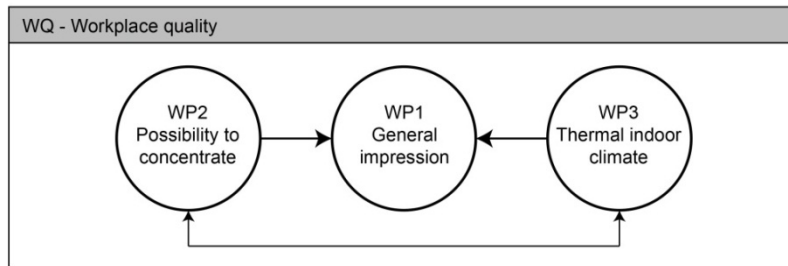 WQ - Workplace quality
WP2
Possibility to
concentrate
WP1
General
impression
WP3
Thermal indoor
climate